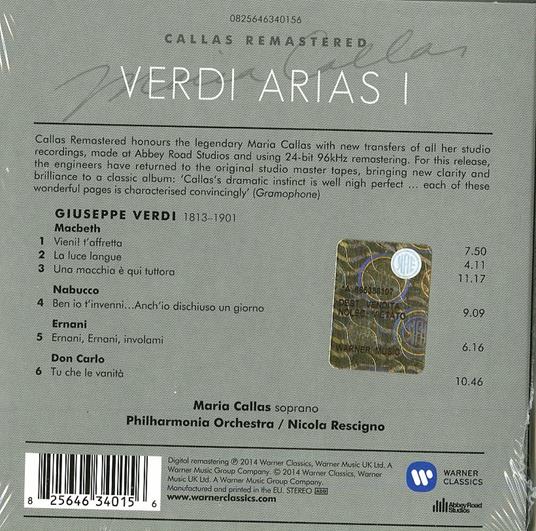 0825646340156
CALLAS REMASTERED
Maria Callas
VERDI ARIAS I
Callas Remastered honours the legendary Maria Callas with new transfers of all her studio
recordings, made at Abbey Road Studios and using 24-bit 96kHz remastering. For this release,
the engineers have returned to the original studio master tapes, bringing new clarity and
brilliance to a classic album: ‘Callas’s dramatic instinct is well nigh perfect ... each of these
wonderful pages is characterised convincingly’ (Gramophone)
GIUSEPPE VERDI 1813–1901
Macbeth
1 Vieni! t’affretta 7.50
2 La luce langue 4.11
3 Una macchia è qui tuttora 11.17
Nabucco
4 Ben io t’invenni...Anch’io dischiuso un giorno 9.09
Ernani
5 Ernani, Ernani, involami 6.16
Don Carlo
6 Tu che le vanità 10.46
SIAE
DEST. VENDITA
NOLEG. VIETATO
WARNER MUSIC
Maria Callas soprano
Philharmonia Orchestra / Nicola Rescigno
8 25646 34015 6
Digital remastering ℗ 2014 Warner Classics, Warner Music UK Ltd. A
Warner Music Group Company. © 2014 Warner Classics, Warner
Music UK Ltd. A Warner Music Group Company.
Manufactured and printed in the EU. STEREO ADD
www.warnerclassics.com
WARNER
CLASSICS
Abbey Road
Studios